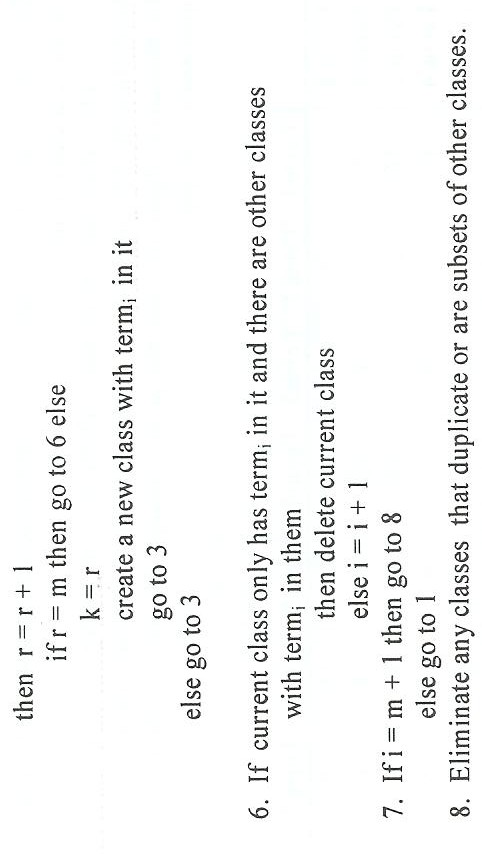 then r = r + 1
if r = m then go to 6 else
k = r
create a new class with termᵢ in it
go to 3
else go to 3
6. If current class only has termᵢ in it and there are other classes
with termᵢ in them
then delete current class
else i = i + 1
7. If i = m + 1 then go to 8
else go to 1
8. Eliminate any classes that duplicate or are subsets of other classes.